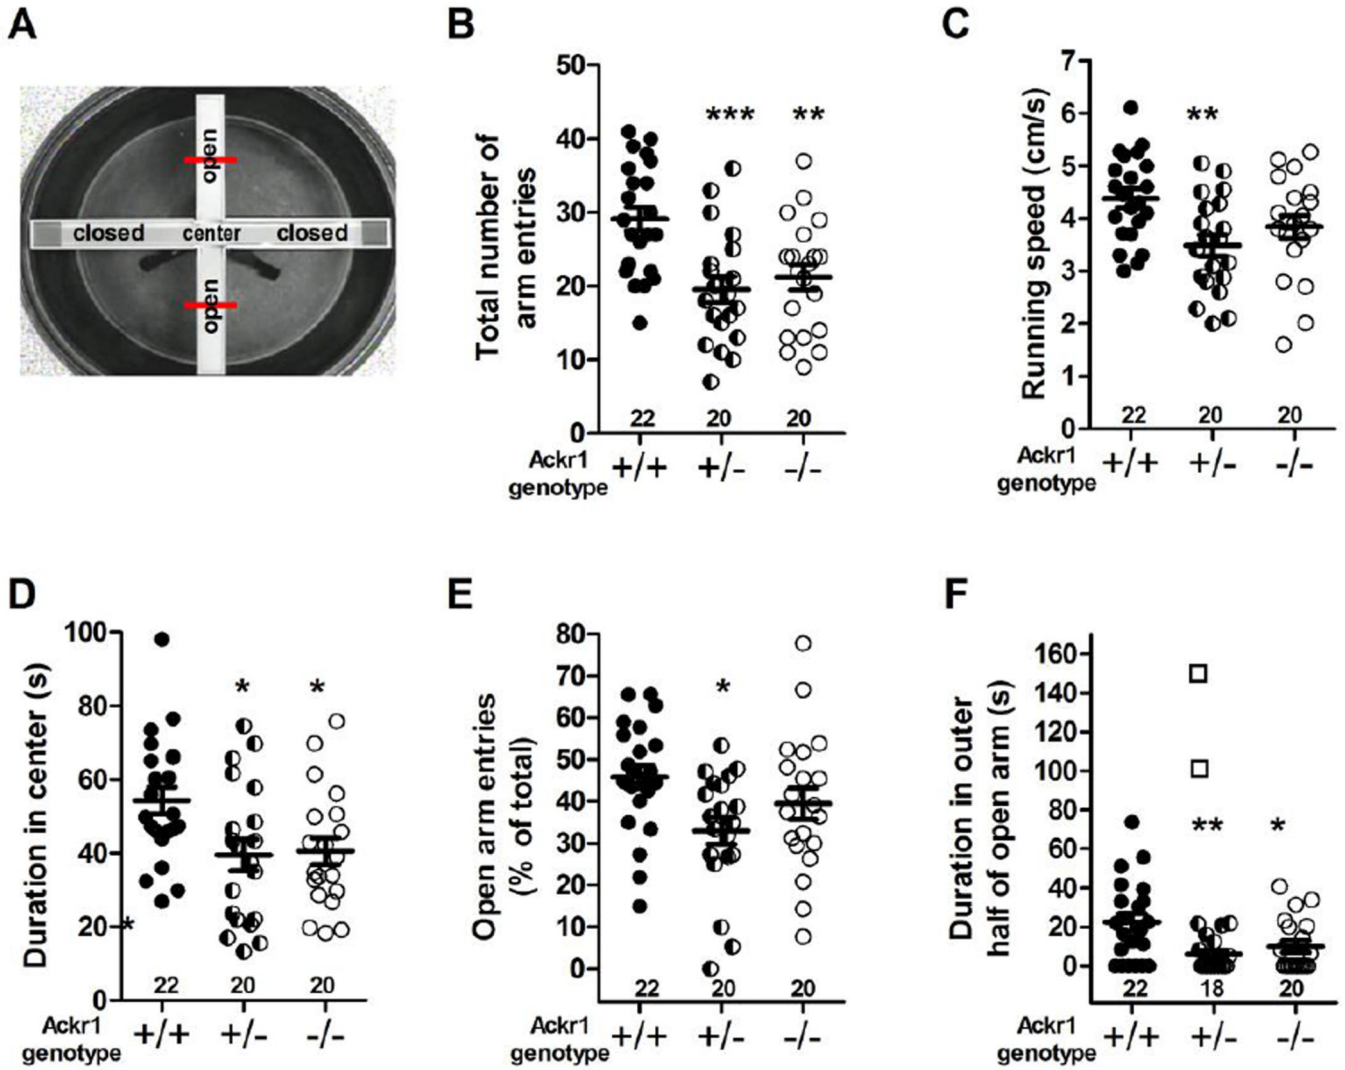 A
open
closed center closed
open
B
Total number of
arm entries
50
40
30
20
10
0
*** **
22 20 20
Ackr1
genotype
+/+ +/- -/-
C
Running speed (cm/s)
7
6
5
4
3
2
1
0
**
22 20 20
Ackr1
genotype
+/+ +/- -/-
D
Duration in center (s)
100
80
60
40
20
0
* *
*
22 20 20
Ackr1
genotype
+/+ +/- -/-
E
Open arm entries
(% of total)
80
70
60
50
40
30
20
10
0
*
22 20 20
Ackr1
genotype
+/+ +/- -/-
F
Duration in outer
half of open arm (s)
160
140
120
100
80
60
40
20
0
** *
22 18 20
Ackr1
genotype
+/+ +/- -/-